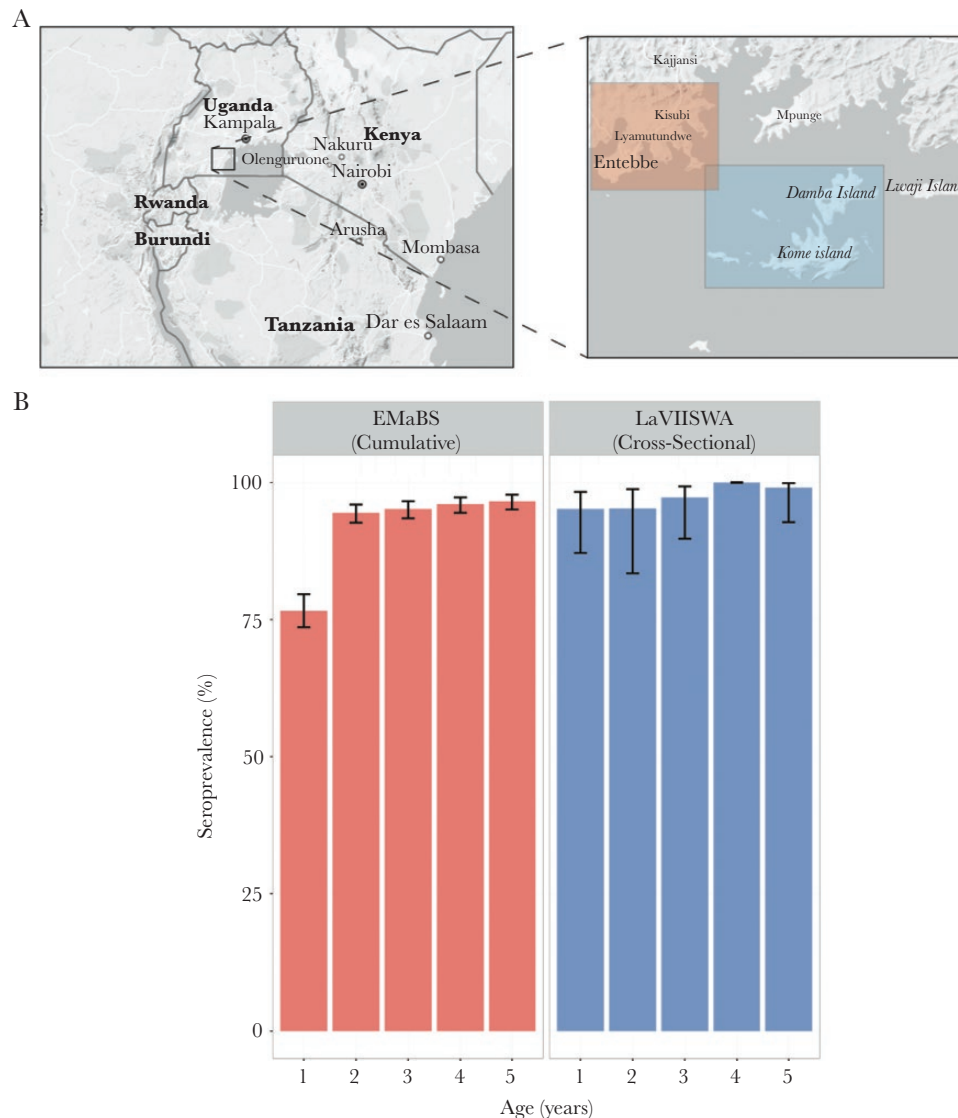 A
Uganda
Kampala
Kenya
Nakuru
Olenguruone
Nairobi
Rwanda
Burundi
Arusha
Mombasa
Tanzania
Dar es Salaam
Kajjansi
Kisubi
Mpunge
Lyamutundwe
Entebbe
Damba Island
Lwaji Islan
Kome island
B
EMaBS
(Cumulative)
LaVIISWA
(Cross-Sectional)
100
75
50
25
0
Seroprevalence (%)
1 2 3 4 5 1 2 3 4 5
Age (years)